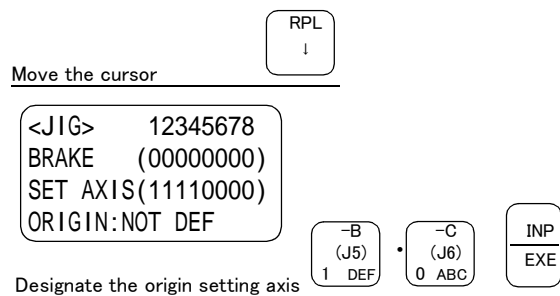 RPL
↓
Move the cursor
<JIG> 12345678
BRAKE (00000000)
SET AXIS(11110000)
ORIGIN:NOT DEF
-B
(J5)
1 DEF
・
-C
(J6)
0 ABC
INP
EXE
Designate the origin setting axis